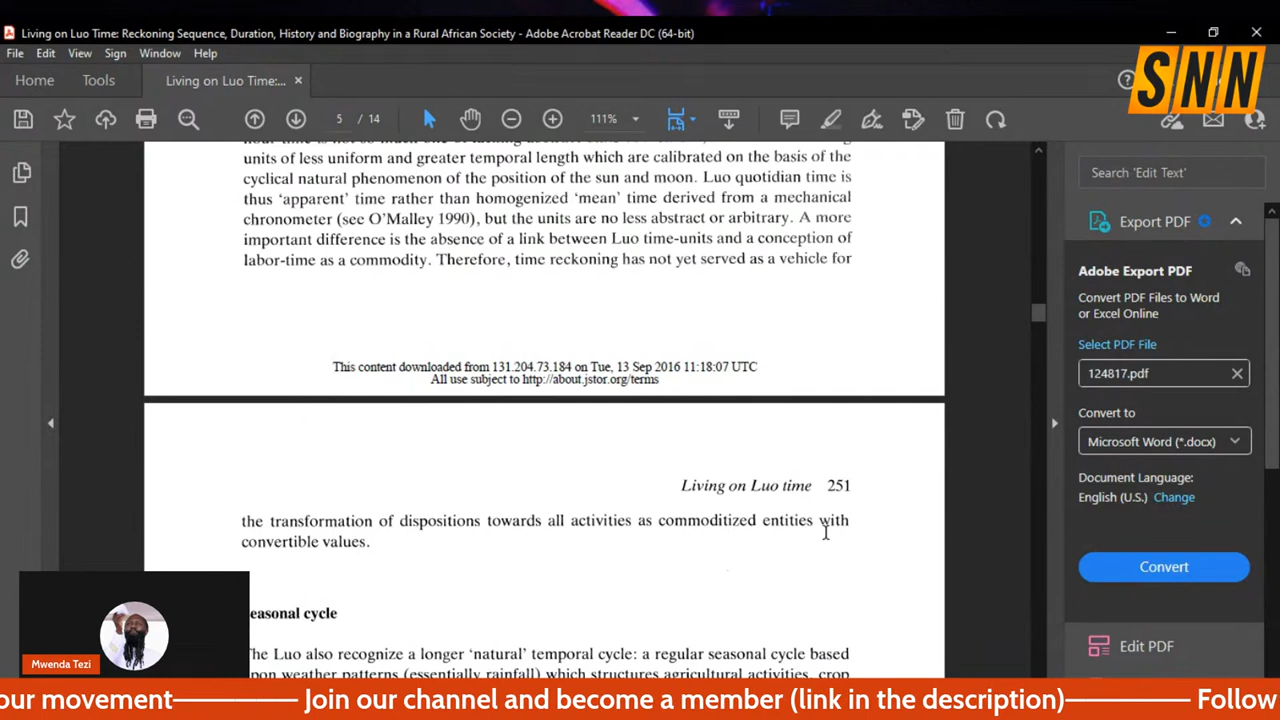 Living on Luo Time: Reckoning Sequence, Duration, History and Biography in a Rural African Society - Adobe Acrobat Reader DC (64-bit)
File Edit View Sign Window Help
Home Tools Living on Luo Time:...
SNN
5 / 14 111%
units of less uniform and greater temporal length which are calibrated on the basis of the
cyclical natural phenomenon of the position of the sun and moon. Luo quotidian time is
thus ‘apparent’ time rather than homogenized ‘mean’ time derived from a mechanical
chronometer (see O’Malley 1990), but the units are no less abstract or arbitrary. A more
important difference is the absence of a link between Luo time-units and a conception of
labor-time as a commodity. Therefore, time reckoning has not yet served as a vehicle for
This content downloaded from 131.204.73.184 on Tue, 13 Sep 2016 11:18:07 UTC
All use subject to http://about.jstor.org/terms
Living on Luo time 251
the transformation of dispositions towards all activities as commoditized entities with
convertible values.
easonal cycle
he Luo also recognize a longer ‘natural’ temporal cycle: a regular seasonal cycle based
pon weather patterns (essentially rainfall) which structures agricultural activities, crop
Search 'Edit Text'
Export PDF
Adobe Export PDF
Convert PDF Files to Word
or Excel Online
Select PDF File
124817.pdf
Convert to
Microsoft Word (*.docx)
Document Language:
English (U.S.) Change
Convert
Edit PDF
Mwenda Tezi
our movement——————Join our channel and become a member (link in the description)——————Follow